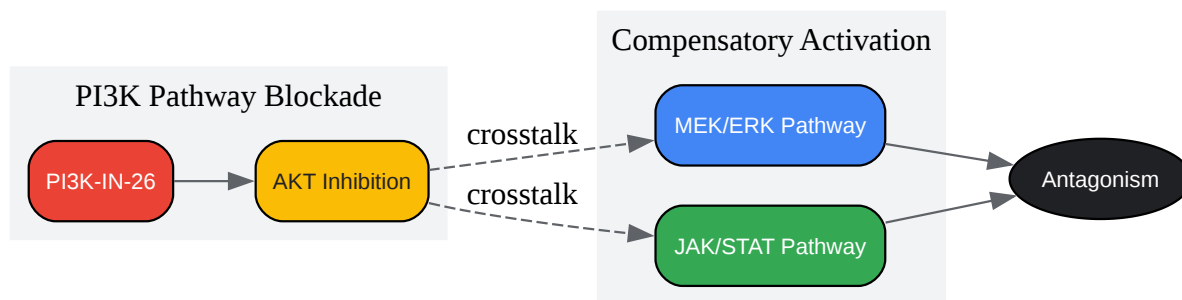 PI3K Pathway Blockade
PI3K-IN-26
AKT Inhibition
crosstalk
crosstalk
Compensatory Activation
MEK/ERK Pathway
JAK/STAT Pathway
Antagonism